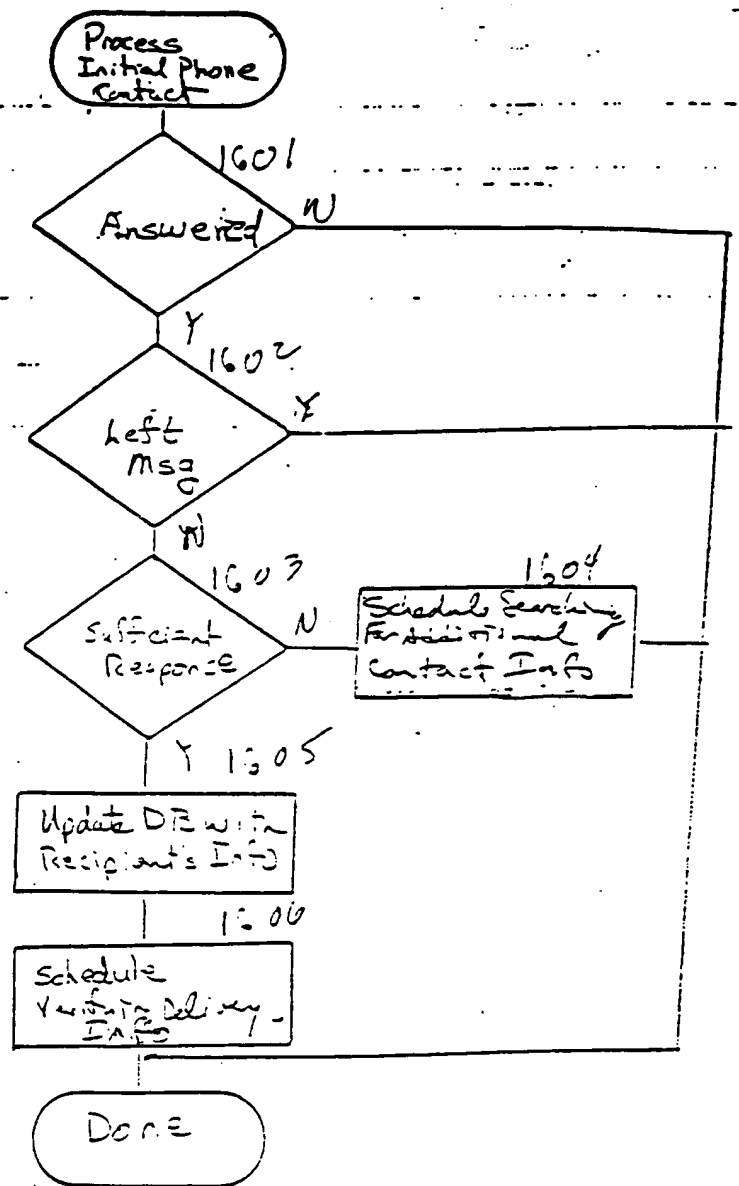 Process
Initial Phone
Contact
1601
Answered
N
Y
1602
Left
Msg
Y
N
1603
Sufficient
Response
N
1604
Schedule Searching
For Additional
Contact Info
Y
1605
Update DB with
Recipient's Info
1606
Schedule
Delivery
Info
Done